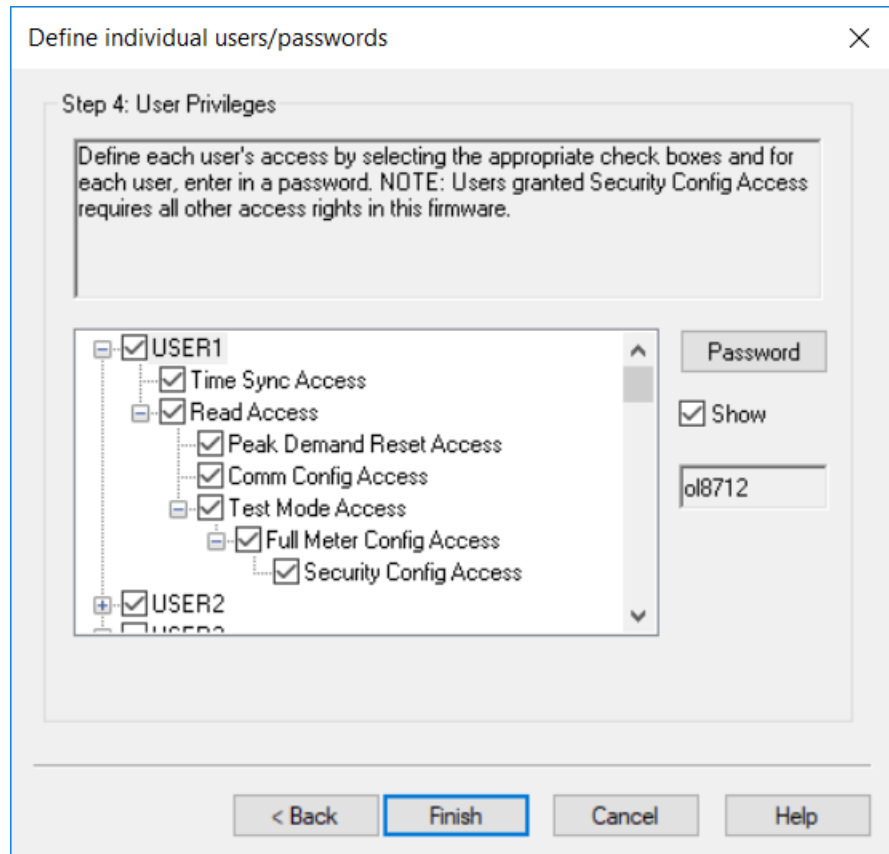 Define individual users/passwords
Step 4: User Privileges
Define each user's access by selecting the appropriate check boxes and for
each user, enter in a password. NOTE: Users granted Security Config Access
requires all other access rights in this firmware.
USER1
Time Sync Access
Read Access
Peak Demand Reset Access
Comm Config Access
Test Mode Access
Full Meter Config Access
Security Config Access
USER2
Password
Show
ol8712
< Back
Finish
Cancel
Help